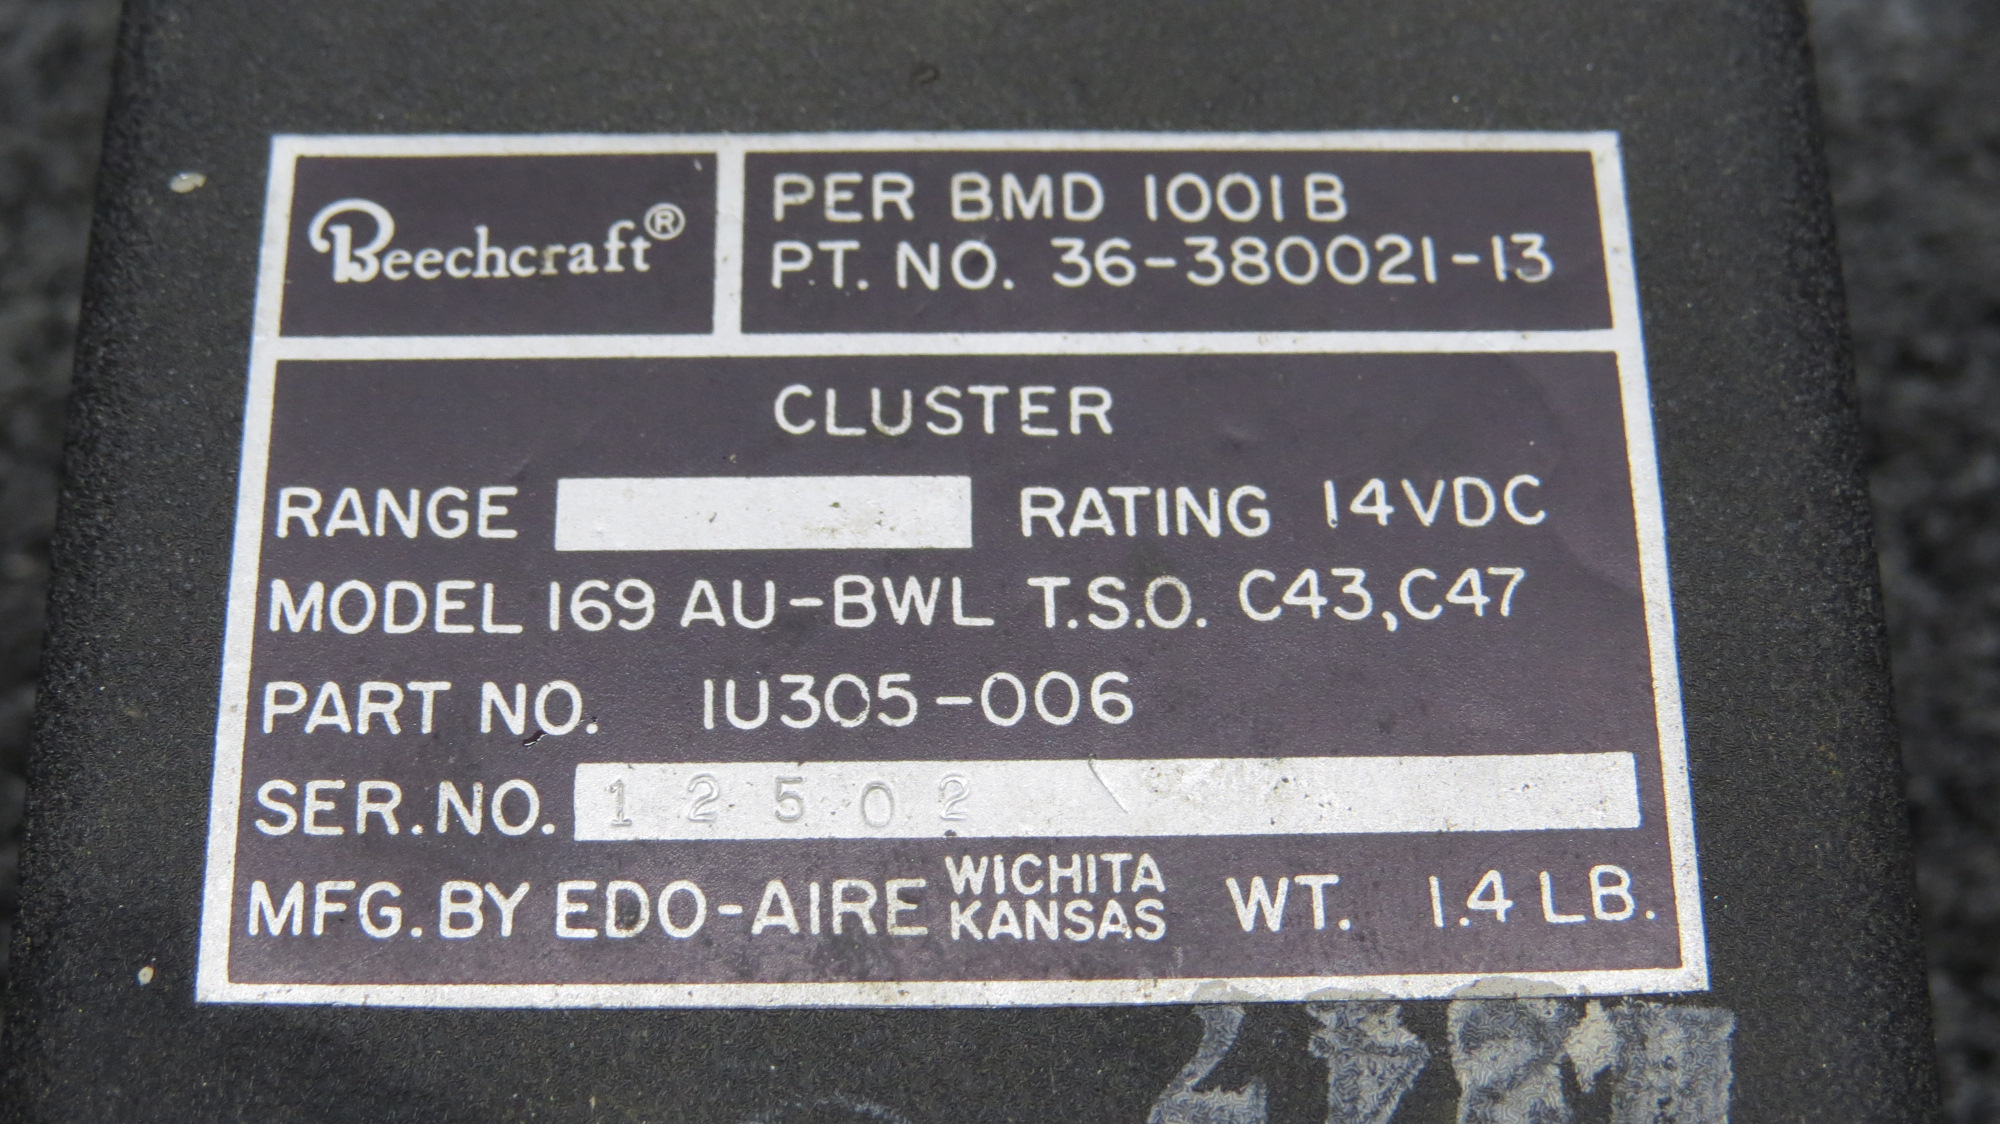 Beechcraft®
PER BMD 1001B
PT. NO. 36-380021-13
CLUSTER
RANGE RATING 14VDC
MODEL 169 AU-BWL T.S.O. C43,C47
PART NO. 1U305-006
SER.NO. 12502
MFG. BY EDO-AIRE WICHITA KANSAS WT. 1.4 LB.